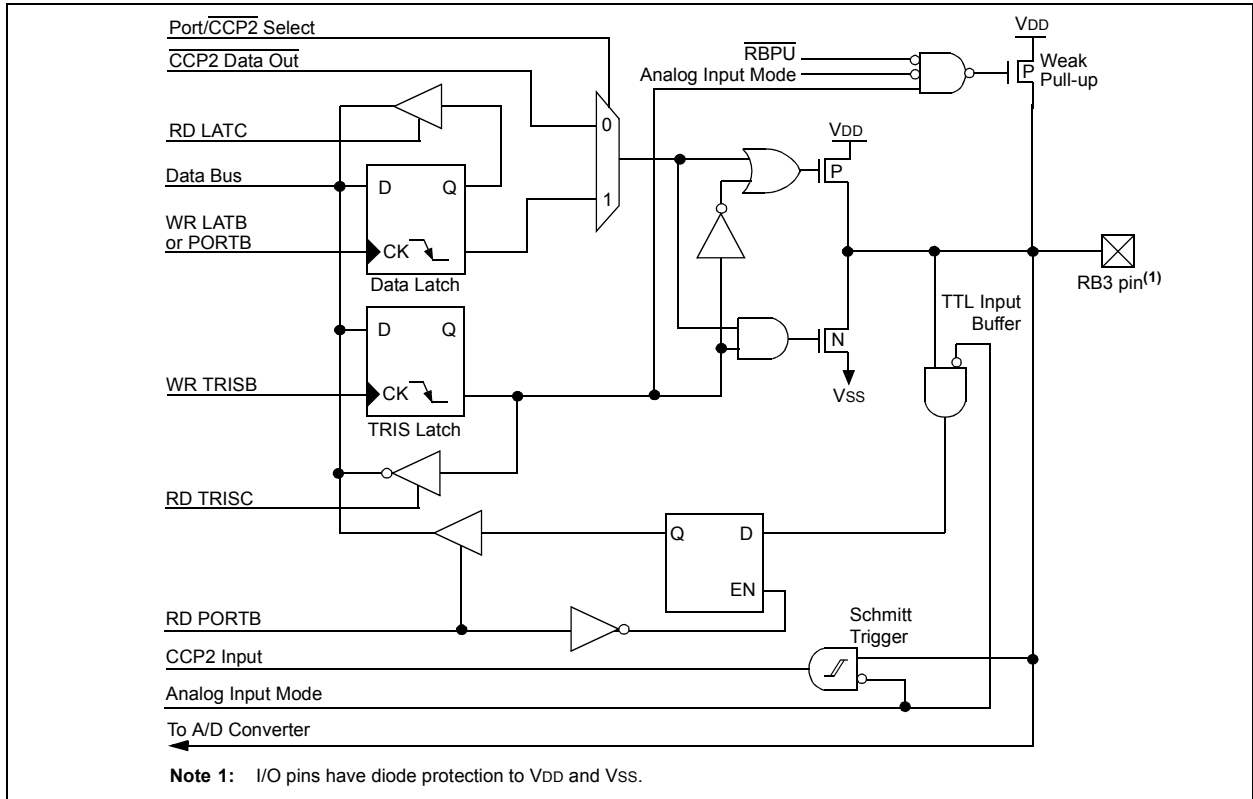 Port/CCP2 Select
CCP2 Data Out
RBPU
Analog Input Mode
VDD
P
Weak
Pull-up
RD LATC
Data Bus
D
Q
WR LATB
or PORTB
CK
Data Latch
0
1
VDD
P
N
VSS
RB3 pin(1)
TTL Input
Buffer
D
Q
WR TRISB
CK
TRIS Latch
RD TRISC
Q
D
EN
RD PORTB
Schmitt
Trigger
CCP2 Input
Analog Input Mode
To A/D Converter
Note 1: I/O pins have diode protection to VDD and VSS.